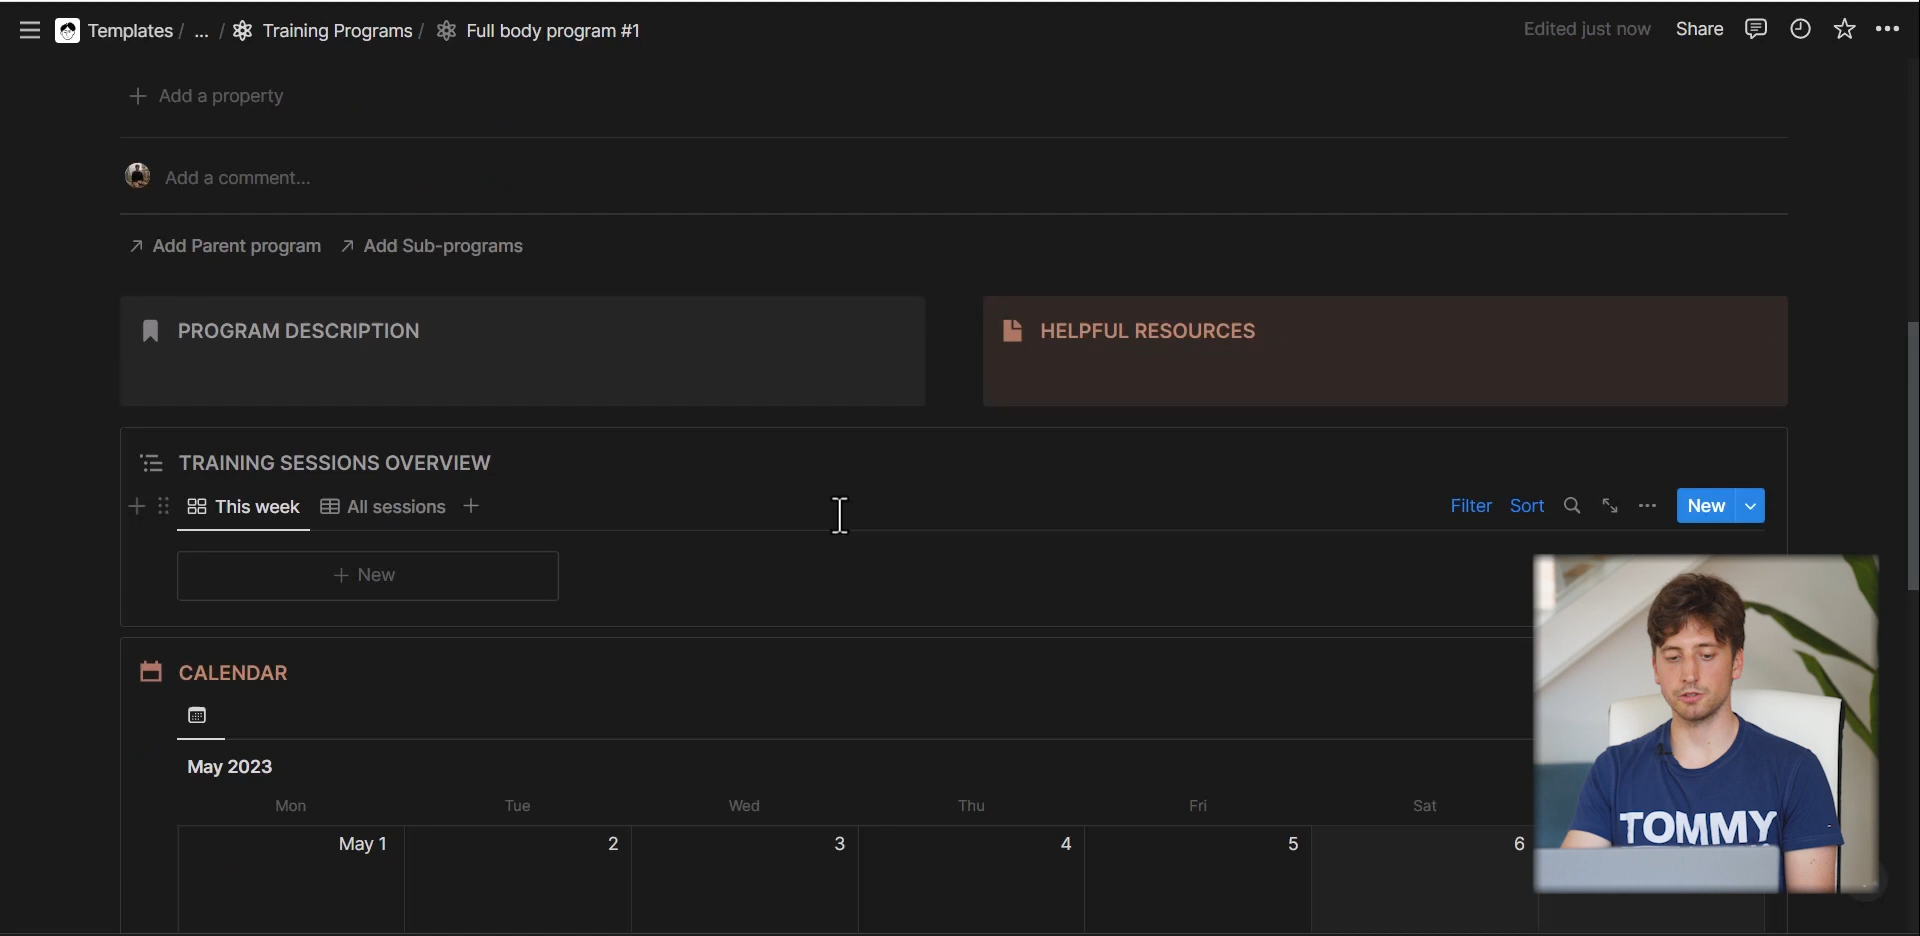 Templates / ... / Training Programs / Full body program #1
Edited just now Share
Add a property
Add a comment...
Add Parent program Add Sub-programs
PROGRAM DESCRIPTION
HELPFUL RESOURCES
TRAINING SESSIONS OVERVIEW
This week All sessions
Filter Sort New
New
CALENDAR
May 2023
Mon Tue Wed Thu Fri Sat
May 1 2 3 4 5 6
TOMMY